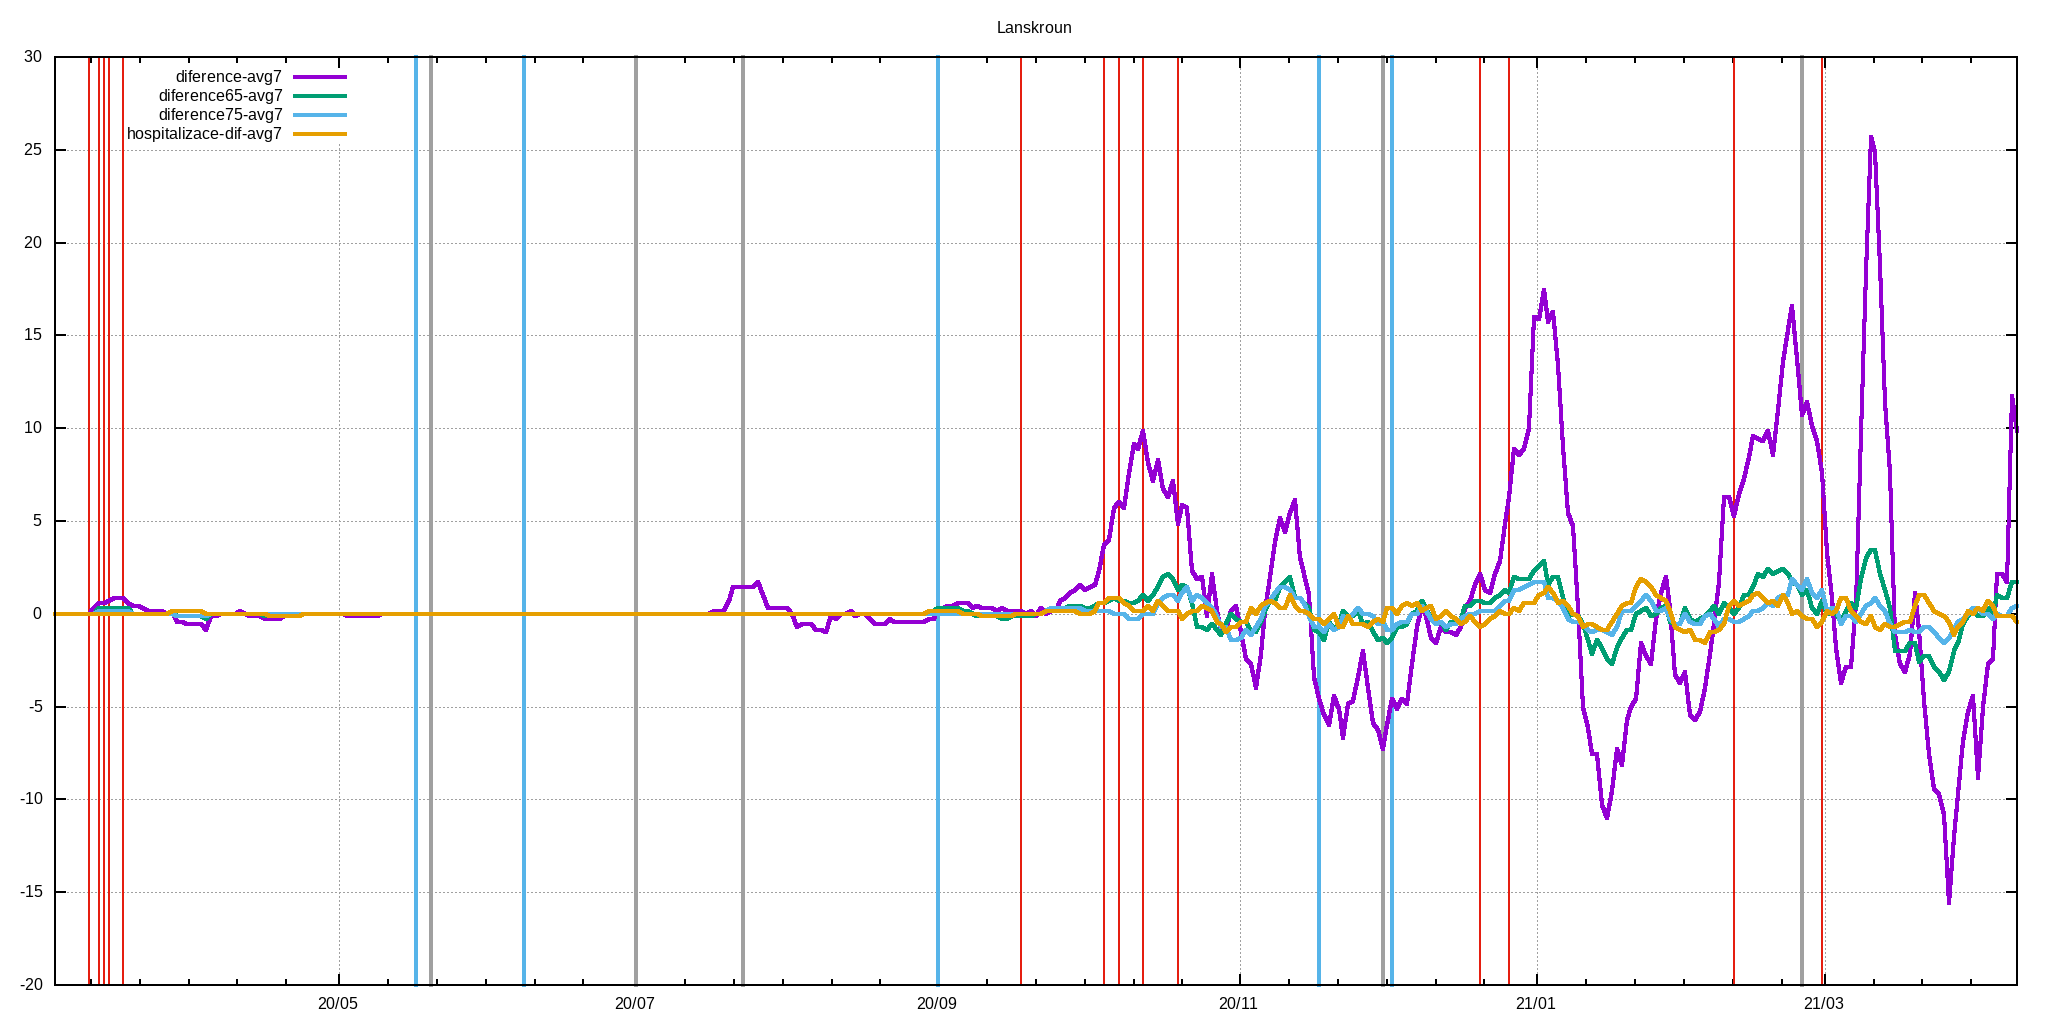 Lanskroun
30
diference-avg7
diference65-avg7
diference75-avg7
hospitalizace-dif-avg7
25
20
15
10
5
0
-5
-10
-15
-20
20/05 20/07 20/09 20/11 21/01 21/03